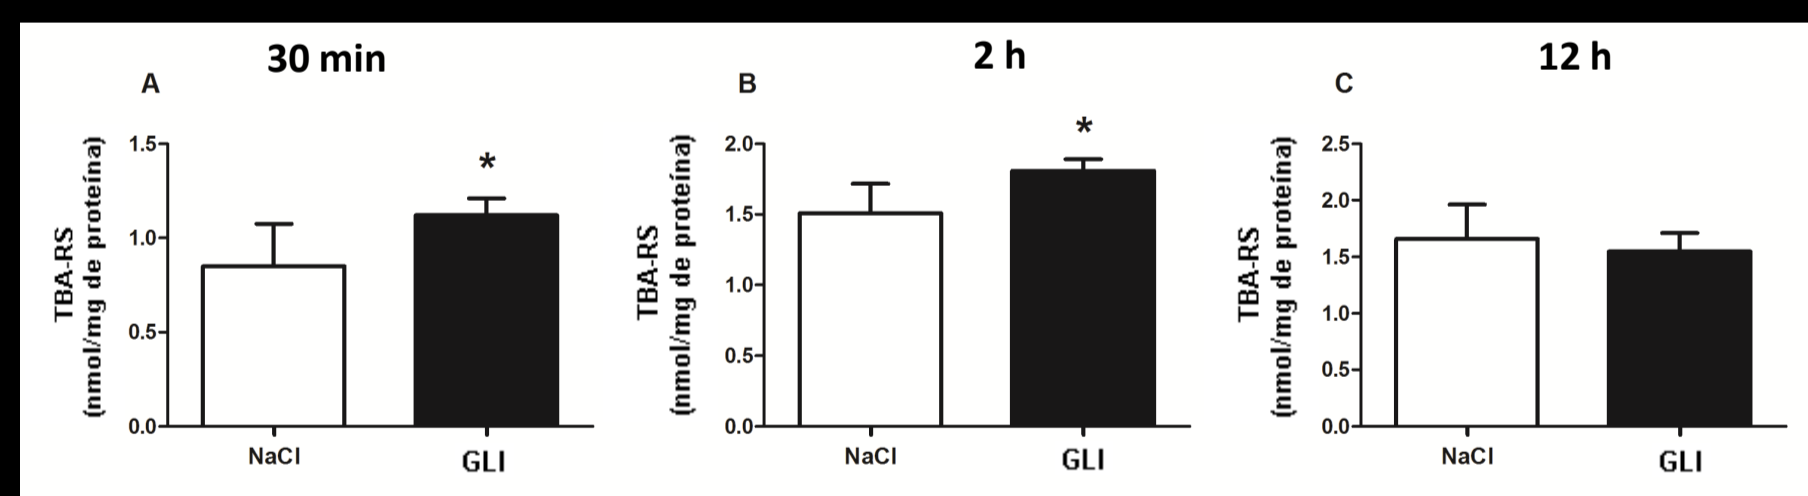 30 min
A
TBA-RS
(nmol/mg de proteína)
1.5
1.0
0.5
0.0
*
NaCl
GLI
2 h
B
TBA-RS
(nmol/mg de proteína)
2.0
1.5
1.0
0.5
0.0
*
NaCl
GLI
12 h
C
TBA-RS
(nmol/mg de proteína)
2.5
2.0
1.5
1.0
0.5
0.0
NaCl
GLI